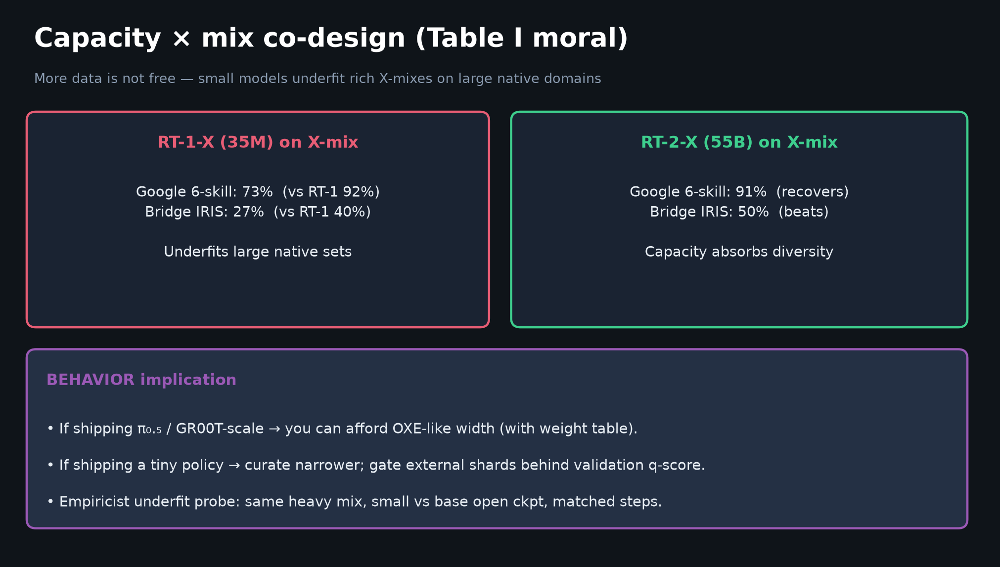 Capacity × mix co-design (Table I moral)
More data is not free — small models underfit rich X-mixes on large native domains
RT-1-X (35M) on X-mix
Google 6-skill: 73%  (vs RT-1 92%)
Bridge IRIS: 27%  (vs RT-1 40%)
Underfits large native sets
RT-2-X (55B) on X-mix
Google 6-skill: 91%  (recovers)
Bridge IRIS: 50%  (beats)
Capacity absorbs diversity
BEHAVIOR implication
• If shipping π₀.₅ / GR00T-scale → you can afford OXE-like width (with weight table).
• If shipping a tiny policy → curate narrower; gate external shards behind validation q-score.
• Empiricist underfit probe: same heavy mix, small vs base open ckpt, matched steps.